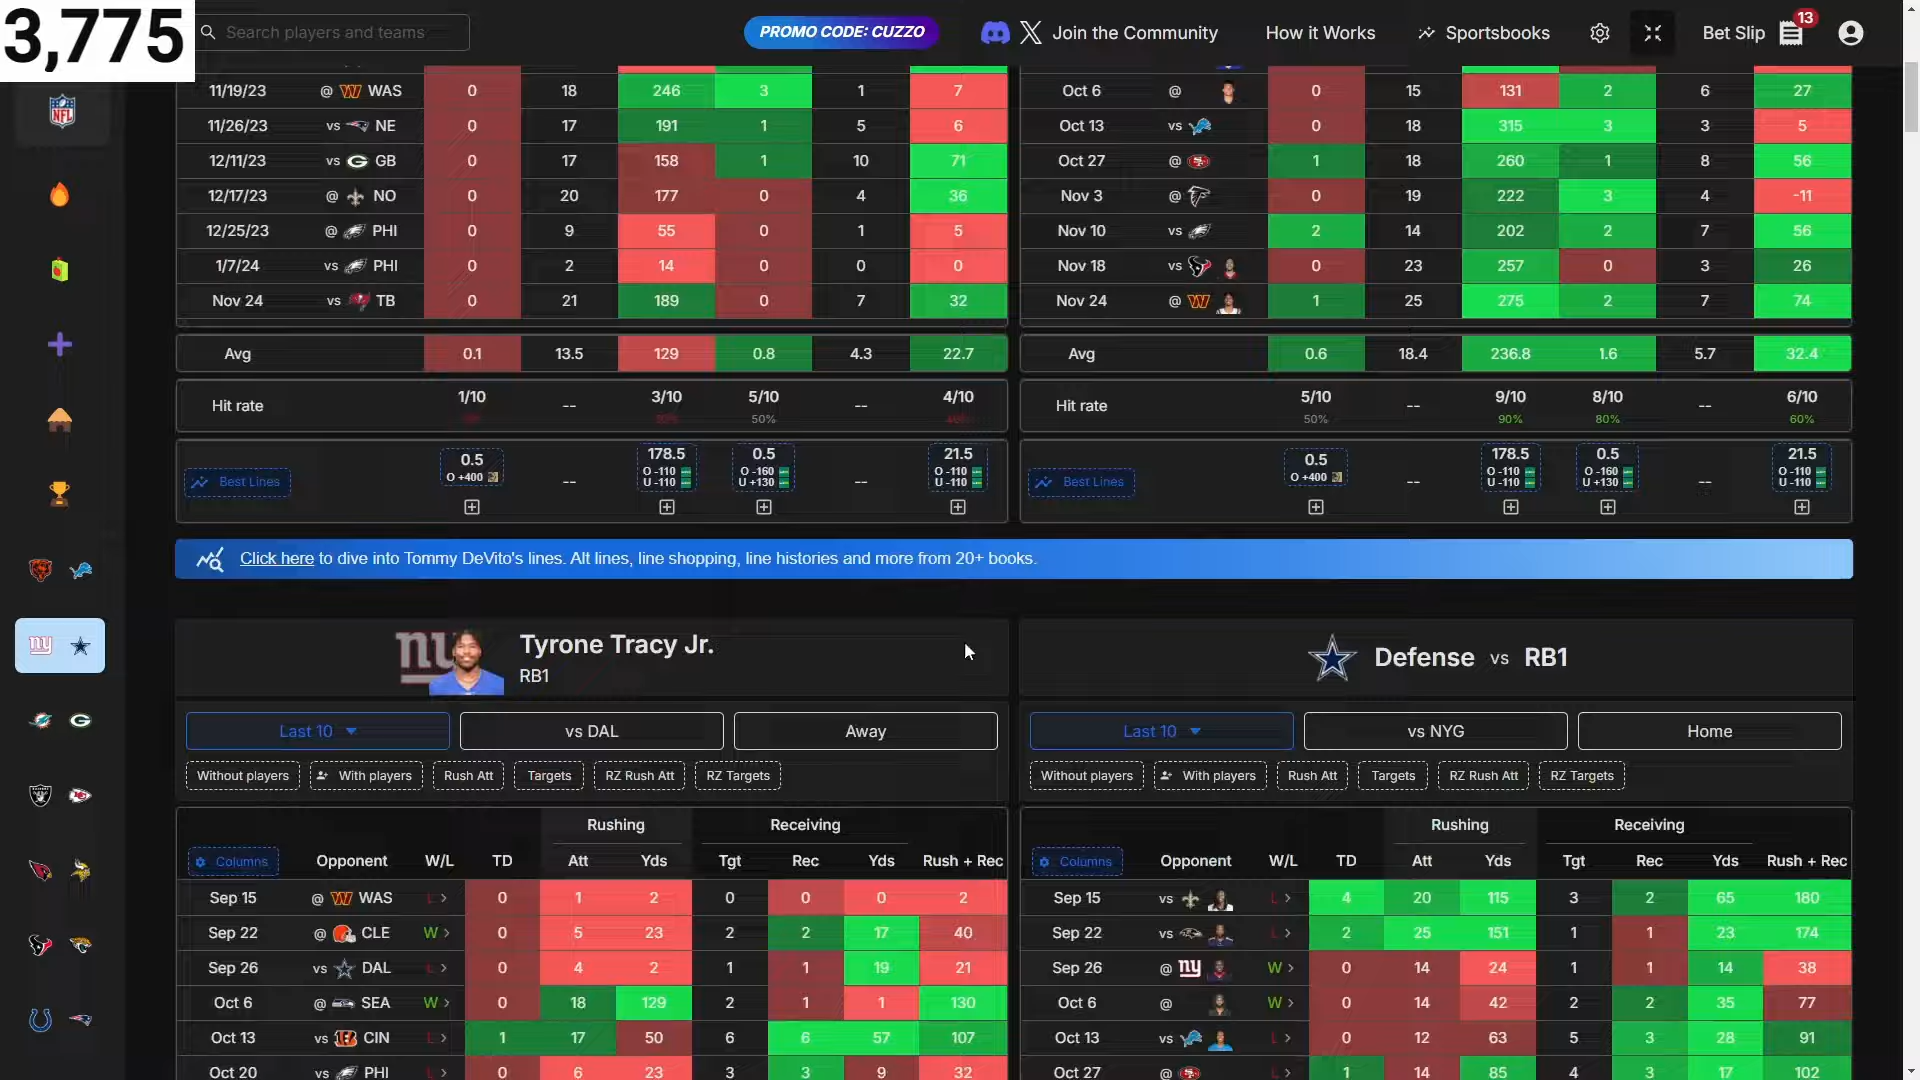 3,775
Search players and teams
PROMO CODE: CUZZO
Join the Community
How it Works
Sportsbooks
Bet Slip
13
11/19/23 @ WAS 0 18 246 3 1 7
11/26/23 vs NE 0 17 191 1 5 6
12/11/23 vs GB 0 17 158 1 10 71
12/17/23 @ NO 0 20 177 0 4 36
12/25/23 @ PHI 0 9 55 0 1 5
1/7/24 vs PHI 0 2 14 0 0 0
Nov 24 vs TB 0 21 189 0 7 32
Avg 0.1 13.5 129 0.8 4.3 22.7
Hit rate 1/10 -- 3/10 5/10 -- 4/10
50%
Best Lines 0.5 -- 178.5 0.5 -- 21.5
O +400 O -110 O -160 O -110
U -110 U +130 U -110
Oct 6 @ 0 15 131 2 6 27
Oct 13 vs 0 18 315 3 3 5
Oct 27 @ 1 18 260 1 8 56
Nov 3 @ 0 19 222 3 4 -11
Nov 10 vs 2 14 202 2 7 56
Nov 18 vs 0 23 257 0 3 26
Nov 24 @ 1 25 275 2 7 74
Avg 0.6 18.4 236.8 1.6 5.7 32.4
Hit rate 5/10 -- 9/10 8/10 -- 6/10
50% 90% 80% 60%
Best Lines 0.5 -- 178.5 0.5 -- 21.5
O +400 O -110 O -160 O -110
U -110 U +130 U -110
Click here to dive into Tommy DeVito's lines. Alt lines, line shopping, line histories and more from 20+ books.
Tyrone Tracy Jr.
RB1
Last 10 vs DAL Away
Without players With players Rush Att Targets RZ Rush Att RZ Targets
Rushing Receiving
Columns Opponent W/L TD Att Yds Tgt Rec Yds Rush + Rec
Sep 15 @ WAS L > 0 1 2 0 0 0 2
Sep 22 @ CLE W > 0 5 23 2 2 17 40
Sep 26 vs DAL L > 0 4 2 1 1 19 21
Oct 6 @ SEA W > 0 18 129 2 1 1 130
Oct 13 vs CIN L > 1 17 50 6 6 57 107
Oct 20 vs PHI L > 0 6 23 3 3 9 32
Defense vs RB1
Last 10 vs NYG Home
Without players With players Rush Att Targets RZ Rush Att RZ Targets
Rushing Receiving
Columns Opponent W/L TD Att Yds Tgt Rec Yds Rush + Rec
Sep 15 vs L > 4 20 115 3 2 65 180
Sep 22 vs L > 2 25 151 1 1 23 174
Sep 26 @ W > 0 14 24 1 1 14 38
Oct 6 @ W > 0 14 42 2 2 35 77
Oct 13 vs L > 0 12 63 5 3 28 91
Oct 27 @ L > 1 14 85 4 3 17 102